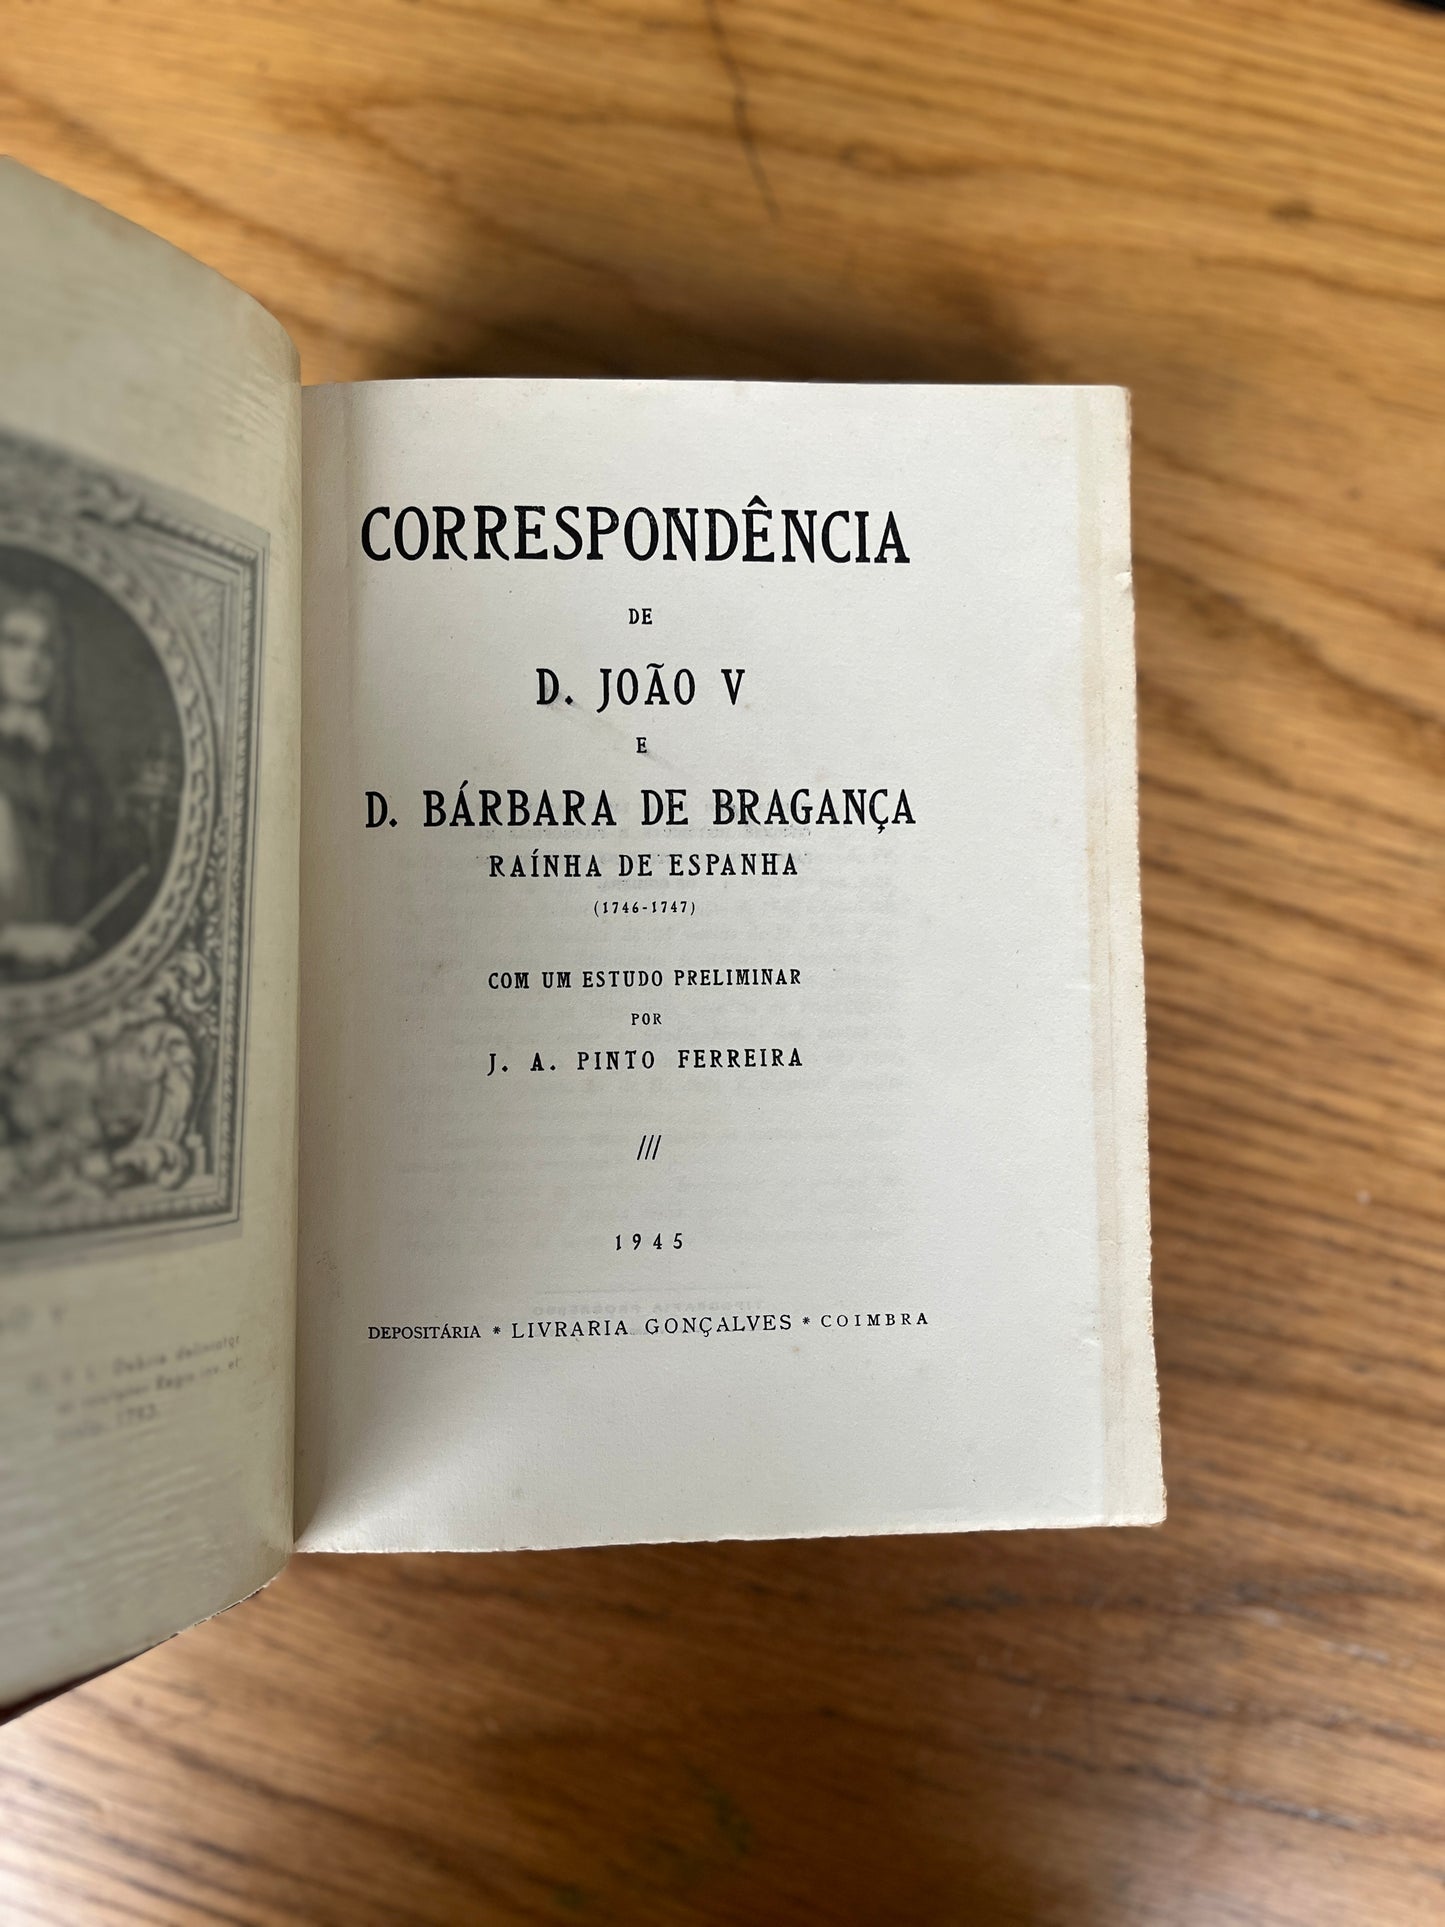 CORRESPONDÊNCIA
DE
D. JOÃO V
E
D. BÁRBARA DE BRAGANÇA
RAÍNHA DE ESPANHA
(1746-1747)
COM UM ESTUDO PRELIMINAR
POR
J. A. PINTO FERREIRA
///
1945
DEPOSITÁRIA * LIVRARIA GONÇALVES * COIMBRA